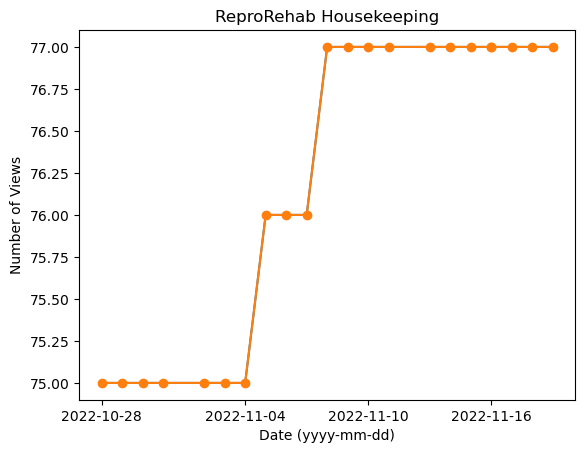 ReproRehab Housekeeping
77.00
76.75
76.50
76.25
76.00
75.75
75.50
75.25
75.00
Number of Views
2022-10-28 2022-11-04 2022-11-10 2022-11-16
Date (yyyy-mm-dd)